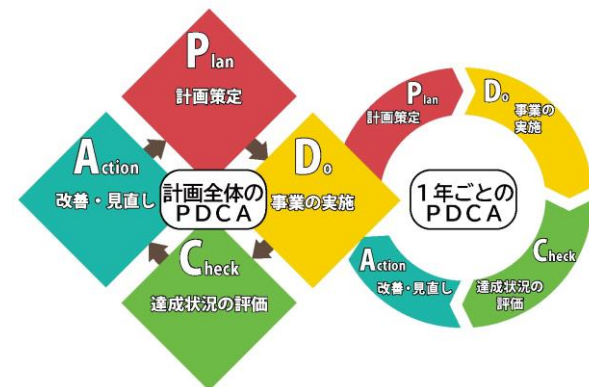 Plan
計画策定
Action
改善・見直し
計画全体の
PDCA
Do
事業の実施
Check
達成状況の評価
Plan
計画策定
Do
事業の
実施
1年ごとの
PDCA
Action
改善・見直し
Check
達成状況の
評価